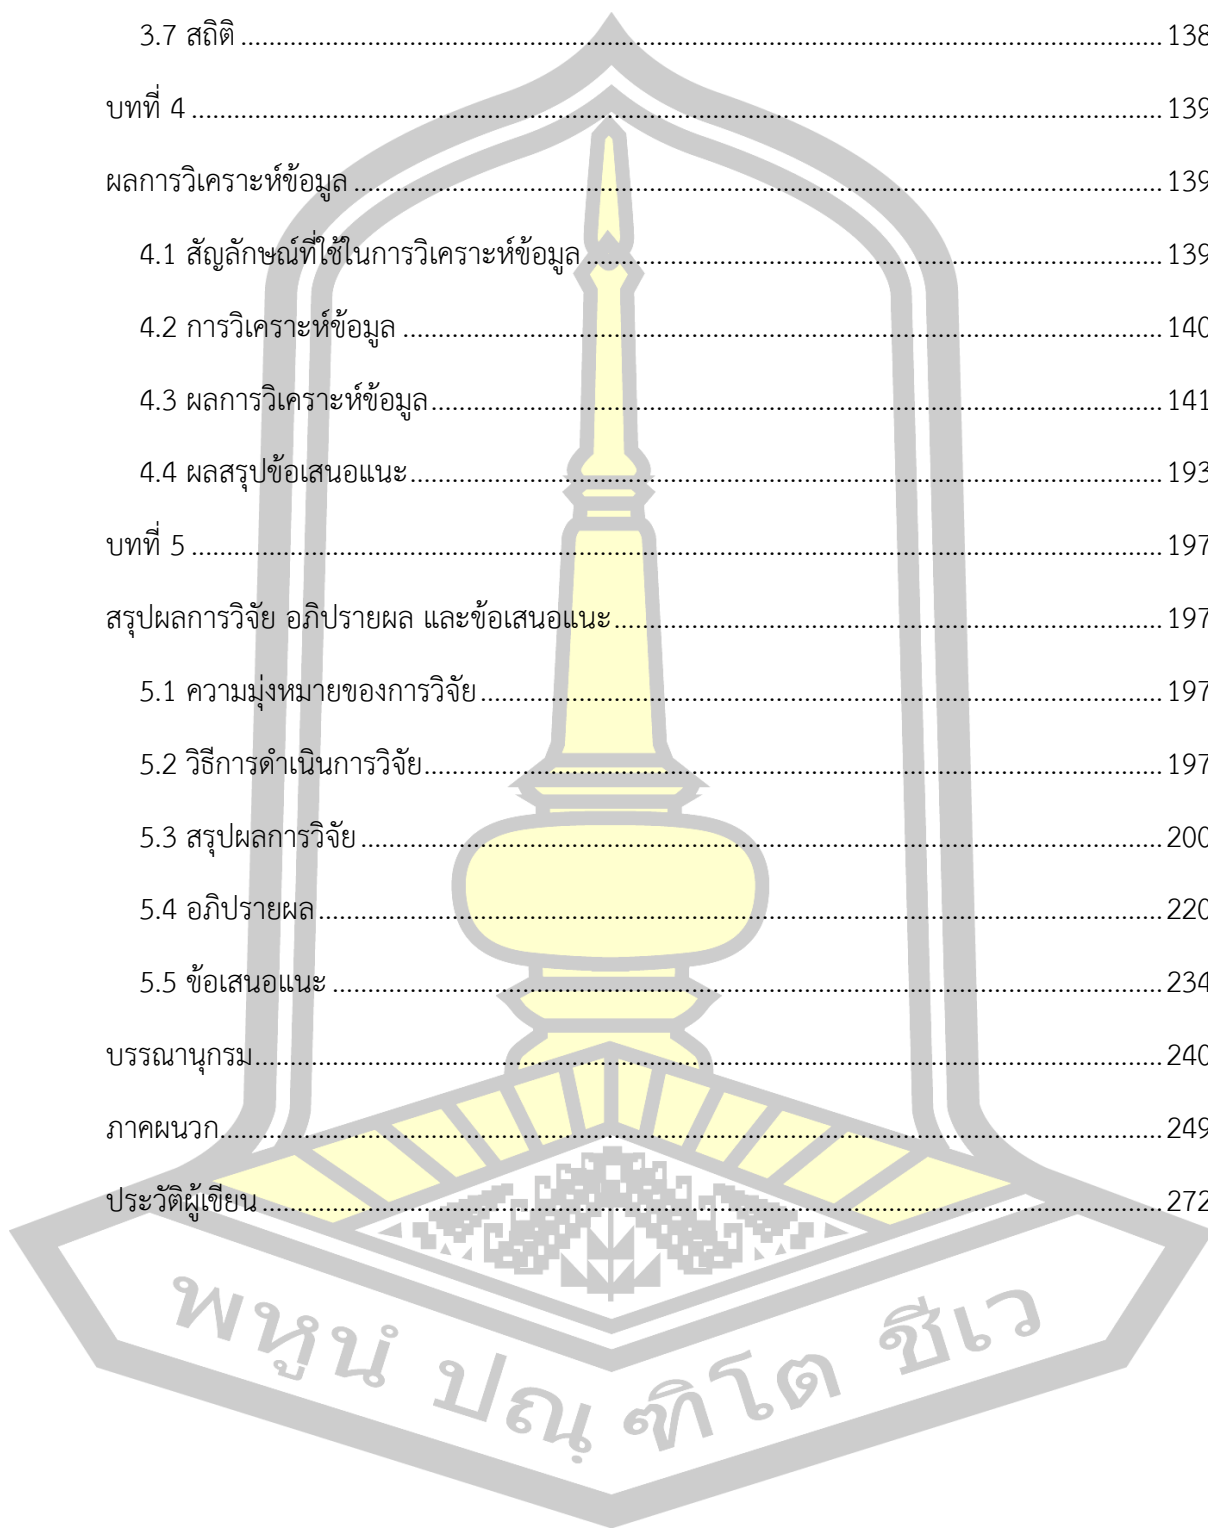 3.7 สถิติ ........ 138
บทที่ 4 ........ 139
ผลการวิเคราะห์ข้อมูล ........ 139
4.1 สัญลักษณ์ที่ใช้ในการวิเคราะห์ข้อมูล ........ 139
4.2 การวิเคราะห์ข้อมูล ........ 140
4.3 ผลการวิเคราะห์ข้อมูล ........ 141
4.4 ผลสรุปข้อเสนอแนะ ........ 193
บทที่ 5 ........ 197
สรุปผลการวิจัย อภิปรายผล และข้อเสนอแนะ ........ 197
5.1 ความมุ่งหมายของการวิจัย ........ 197
5.2 วิธีการดำเนินการวิจัย ........ 197
5.3 สรุปผลการวิจัย ........ 200
5.4 อภิปรายผล ........ 220
5.5 ข้อเสนอแนะ ........ 234
บรรณานุกรม ........ 240
ภาคผนวก ........ 249
ประวัติผู้เขียน ........ 272
พหูนํ ปณฺฑิโต ชีเว